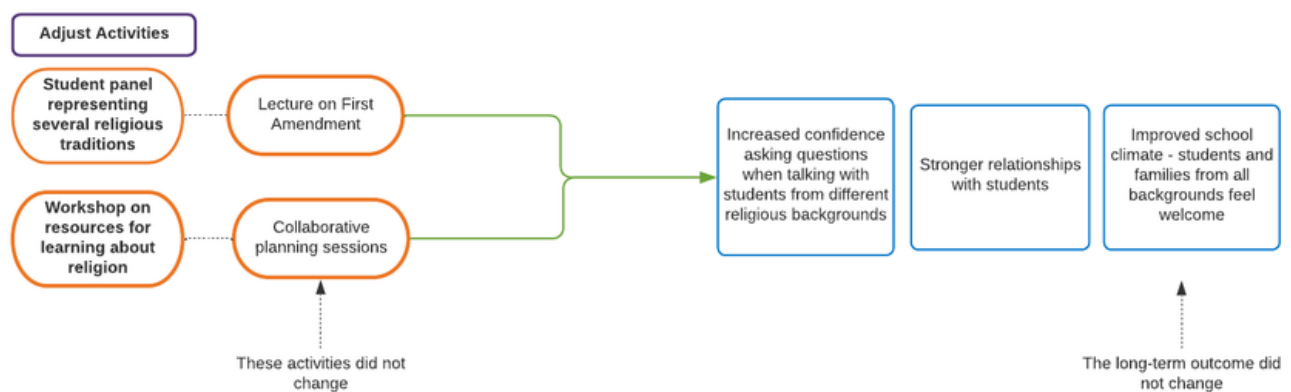 Adjust Activities
Student panel
representing
several religious
traditions
Lecture on First
Amendment
Workshop on
resources for
learning about
religion
Collaborative
planning sessions
These activities did not
change
Increased confidence
asking questions
when talking with
students from different
religious backgrounds
Stronger relationships
with students
Improved school
climate - students and
families from all
backgrounds feel
welcome
The long-term outcome did
not change